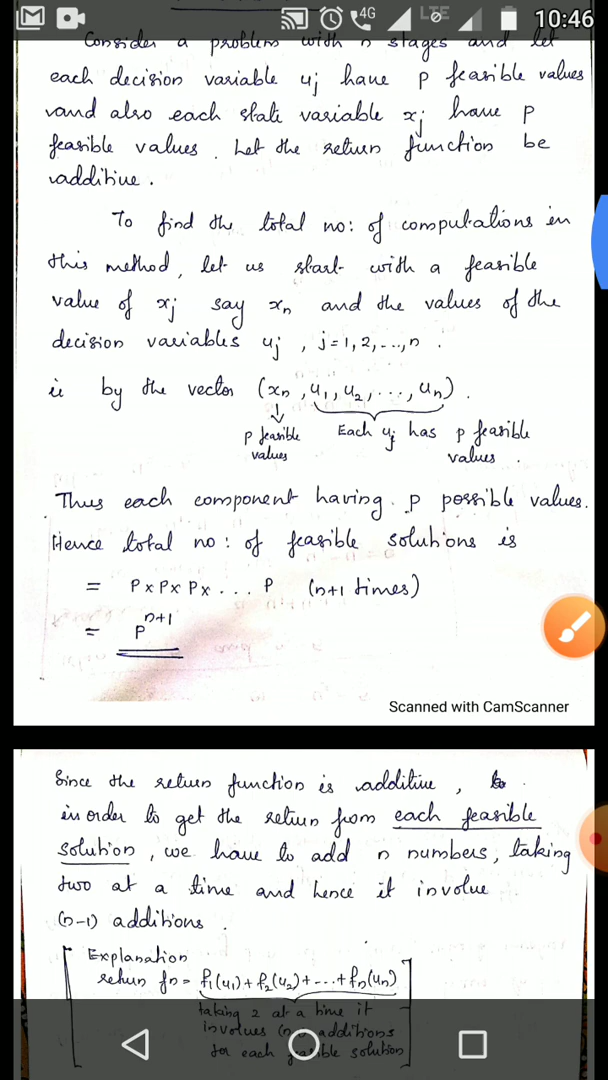 4G
LTE
10:46
Consider a problem with n stages and let
each decision variable uj have p feasible values
and also each state variable xj have p
feasible values. Let the return function be
additive.
To find the total no: of computations in
this method, let us start with a feasible
value of xj say xn and the values of the
decision variables uj, j=1, 2, ..., n.
ie by the vector (xn, u1, u2, ..., un).
p feasible values
Each uj has p feasible values.
Thus each component having p possible values.
Hence total no: of feasible solutions is
= P x P x P x ... P (n+1 times)
= p^n+1
Scanned with CamScanner
Since the return function is additive,
in order to get the return from each feasible
solution, we have to add n numbers, taking
two at a time and hence it involve
(n-1) additions.
Explanation
return fn = f1(u1) + f2(u2) + ... + fn(un)
taking 2 at a time it
involves additions
for each feasible solution